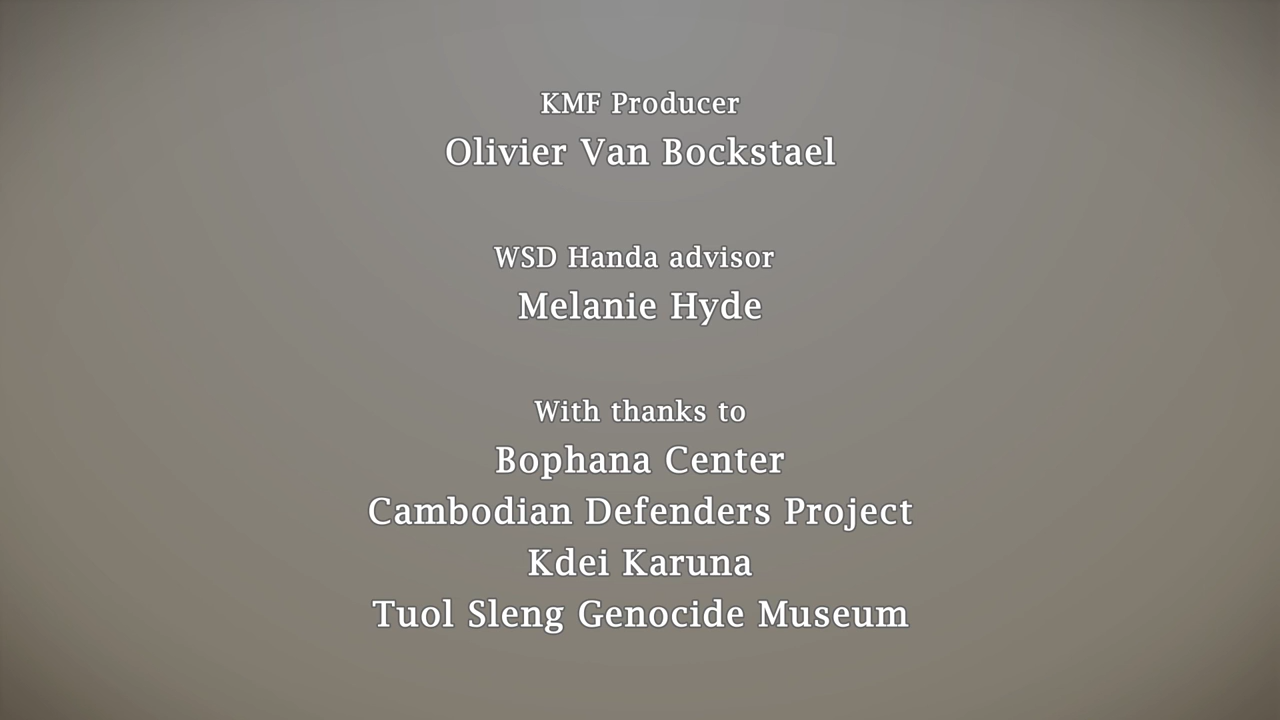 KMF Producer
Olivier Van Bockstael
WSD Handa advisor
Melanie Hyde
With thanks to
Bophana Center
Cambodian Defenders Project
Kdei Karuna
Tuol Sleng Genocide Museum